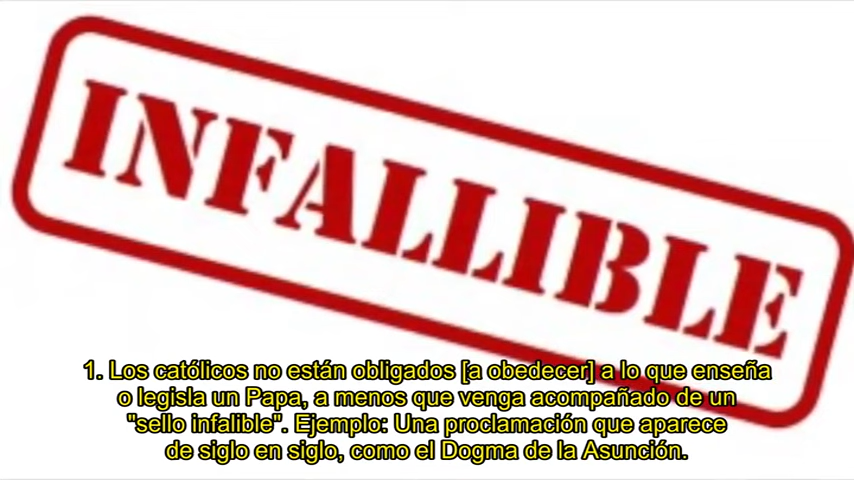 INFALLIBLE
1. Los católicos no están obligados [a obedecer] a lo que enseña
o legisla un Papa, a menos que venga acompañado de un
"sello infalible". Ejemplo: Una proclamación que aparece
de siglo en siglo, como el Dogma de la Asunción.